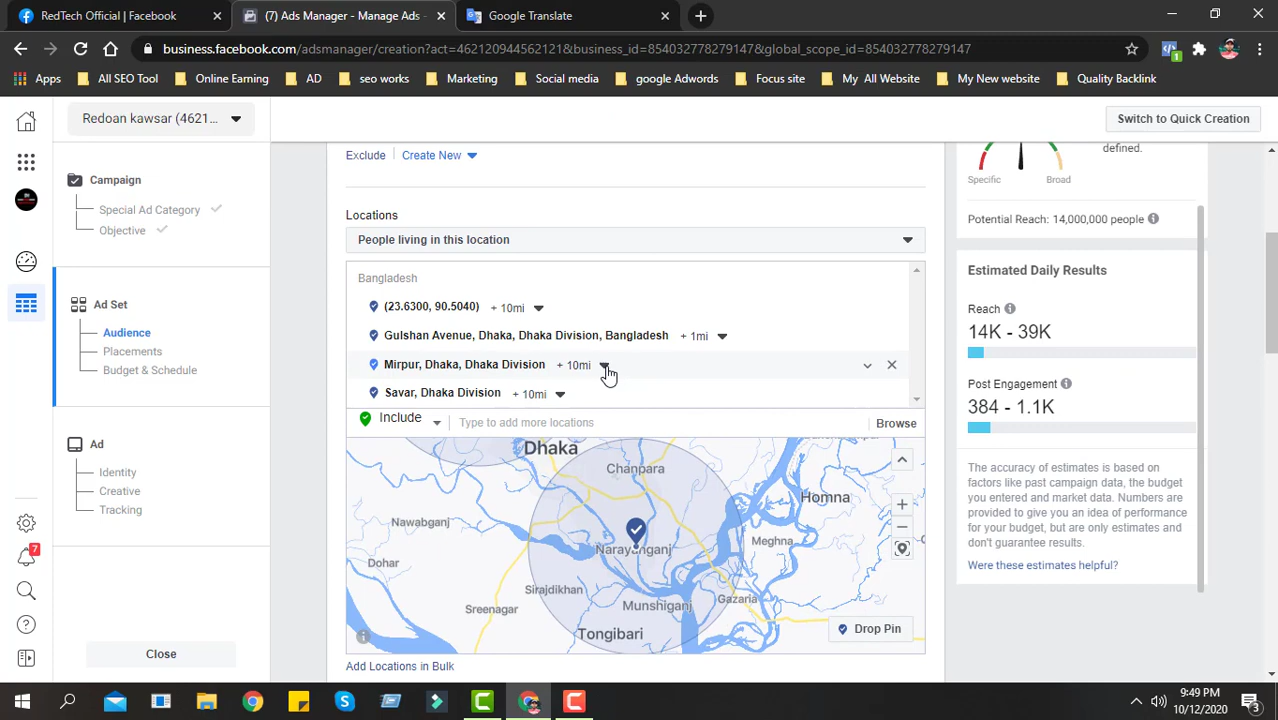 RedTech Official | Facebook
(7) Ads Manager - Manage Ads -
Google Translate
business.facebook.com/adsmanager/creation?act=462120944562121&business_id=854032778279147&global_scope_id=854032778279147
1
Apps
All SEO Tool
Online Earning
AD
seo works
Marketing
Social media
google Adwords
Focus site
My All Website
My New website
Quality Backlink
Redoan kawsar (4621...
Switch to Quick Creation
Campaign
Special Ad Category
Objective
Ad Set
Audience
Placements
Budget & Schedule
Ad
Identity
Creative
Tracking
Close
7
Exclude
Create New
Locations
People living in this location
Bangladesh
(23.6300, 90.5040) + 10mi
Gulshan Avenue, Dhaka, Dhaka Division, Bangladesh + 1mi
Mirpur, Dhaka, Dhaka Division + 10mi
Savar, Dhaka Division + 10mi
Include
Type to add more locations
Browse
Dhaka
Chanpara
Homna
Nawabganj
Narayanganj
Meghna
Dohar
Sirajdikhan
Gazaria
Sreenagar
Munshiganj
Tongibari
Drop Pin
Add Locations in Bulk
defined.
Specific
Broad
Potential Reach: 14,000,000 people
Estimated Daily Results
Reach
14K - 39K
Post Engagement
384 - 1.1K
The accuracy of estimates is based
on factors like past campaign data, the budget
you entered and market data. Numbers are
provided to give you an idea of performance
for your budget, but are only estimates and
don't guarantee results.
Were these estimates helpful?
9:49 PM
10/12/2020
3